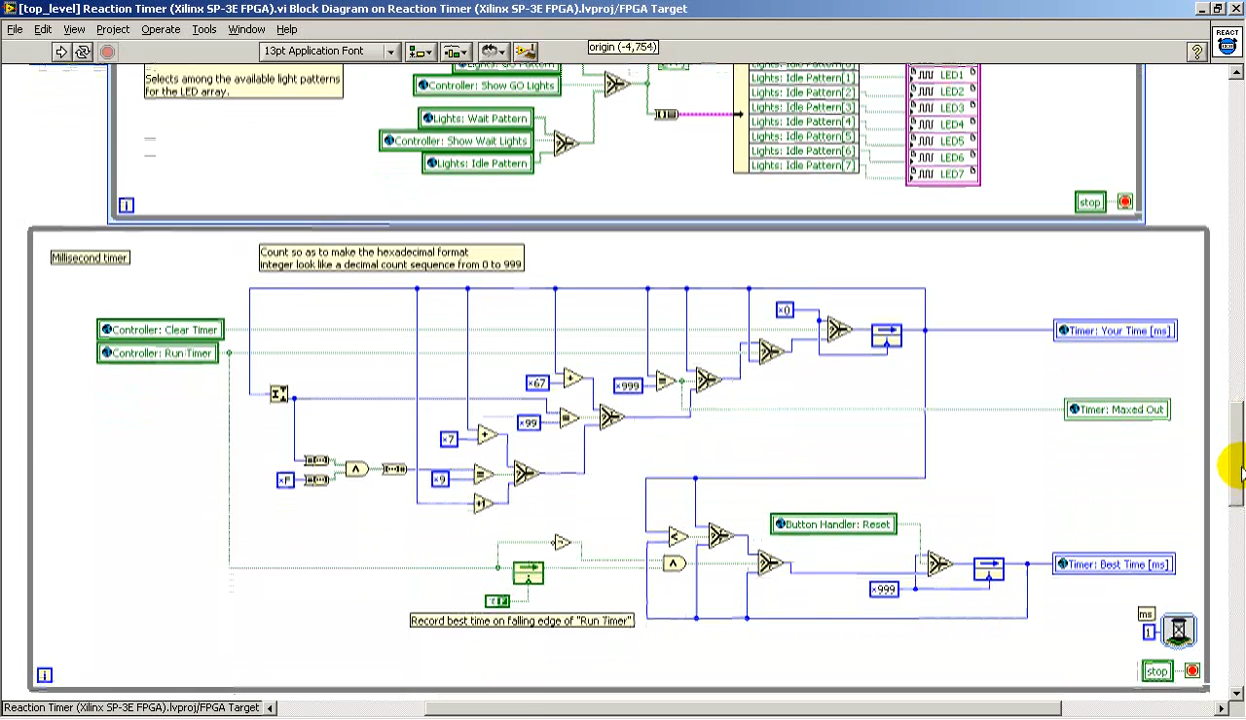 [top_level] Reaction Timer (Xilinx SP-3E FPGA).vi Block Diagram on Reaction Timer (Xilinx SP-3E FPGA).lvproj/FPGA Target
File Edit View Project Operate Tools Window Help
13pt Application Font
origin (-4,754)
?
REACT
Selects among the available light patterns
for the LED array.
Controller: Show GO Lights
Lights: Wait Pattern
Controller: Show Wait Lights
Lights: Idle Pattern
Lights: Idle Pattern[1]
Lights: Idle Pattern[2]
Lights: Idle Pattern[3]
Lights: Idle Pattern[4]
Lights: Idle Pattern[5]
Lights: Idle Pattern[6]
Lights: Idle Pattern[7]
LED1
LED2
LED3
LED4
LED5
LED6
LED7
i
stop
Millisecond timer
Count so as to make the hexadecimal format
integer look like a decimal count sequence from 0 to 999
Controller: Clear Timer
Controller: Run Timer
x0
Timer: Your Time [ms]
x67
x999
Timer: Maxed Out
x99
x7
xF
x9
+1
Button Handler: Reset
x999
Timer: Best Time [ms]
Record best time on falling edge of "Run Timer"
ms
1
i
stop
Reaction Timer (Xilinx SP-3E FPGA).lvproj/FPGA Target